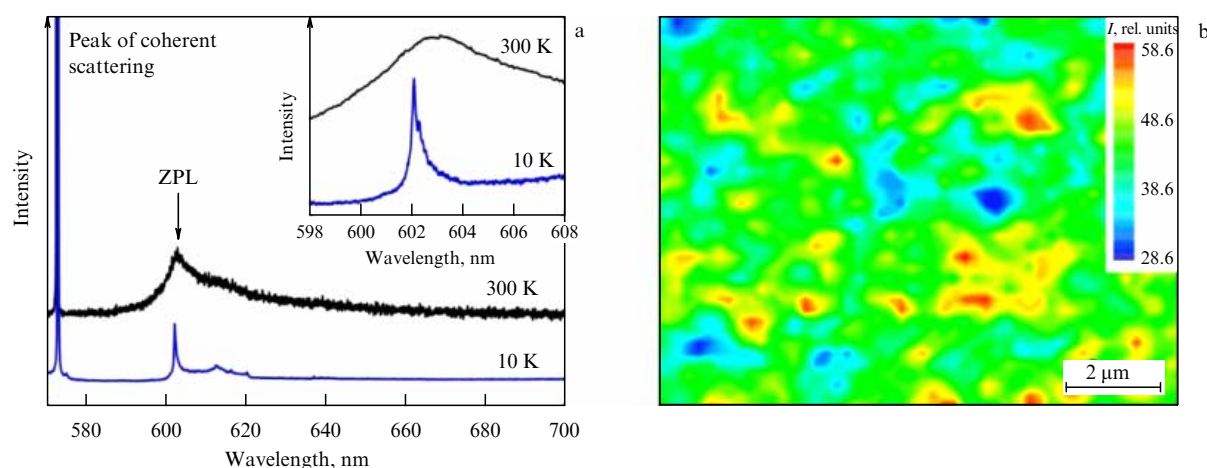 Peak of coherent
scattering
ZPL
300 K
10 K
Intensity
580 600 620 640 660 680 700
Wavelength, nm
300 K
10 K
Intensity
598 600 602 604 606 608
Wavelength, nm
a
I, rel. units
58.6
48.6
38.6
28.6
2 μm
b